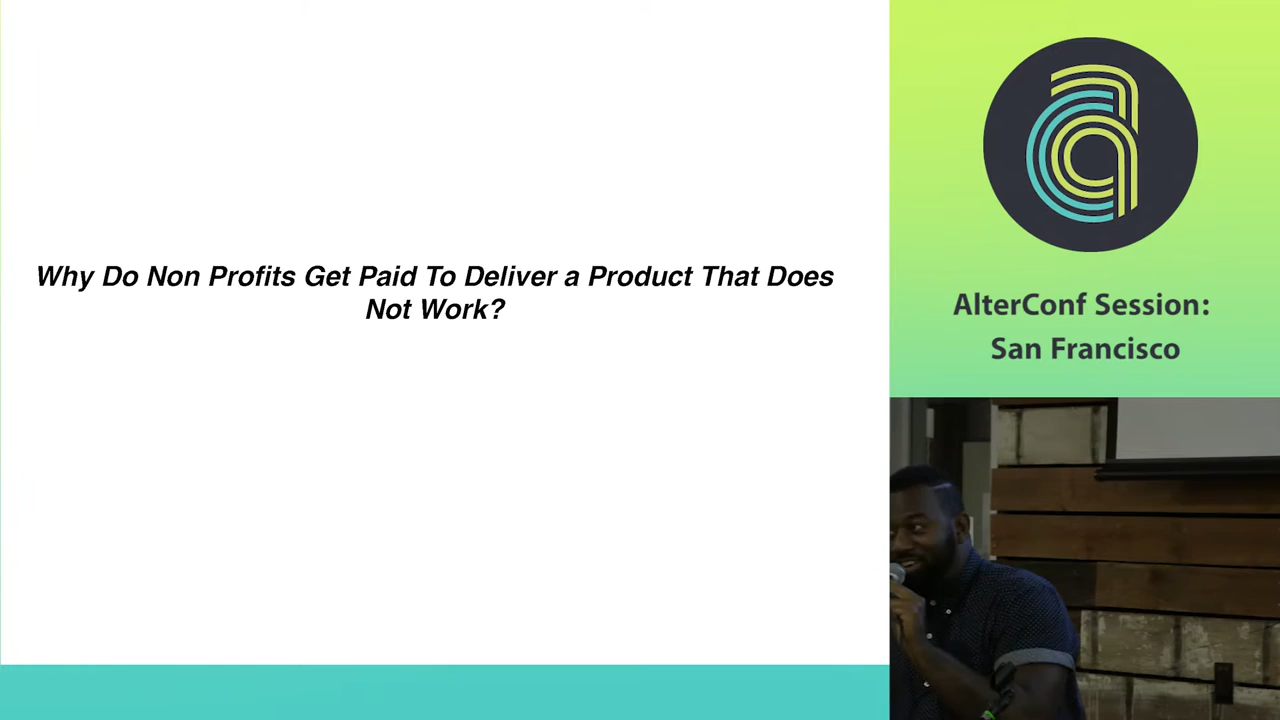 Why Do Non Profits Get Paid To Deliver a Product That Does
Not Work?
AlterConf Session:
San Francisco